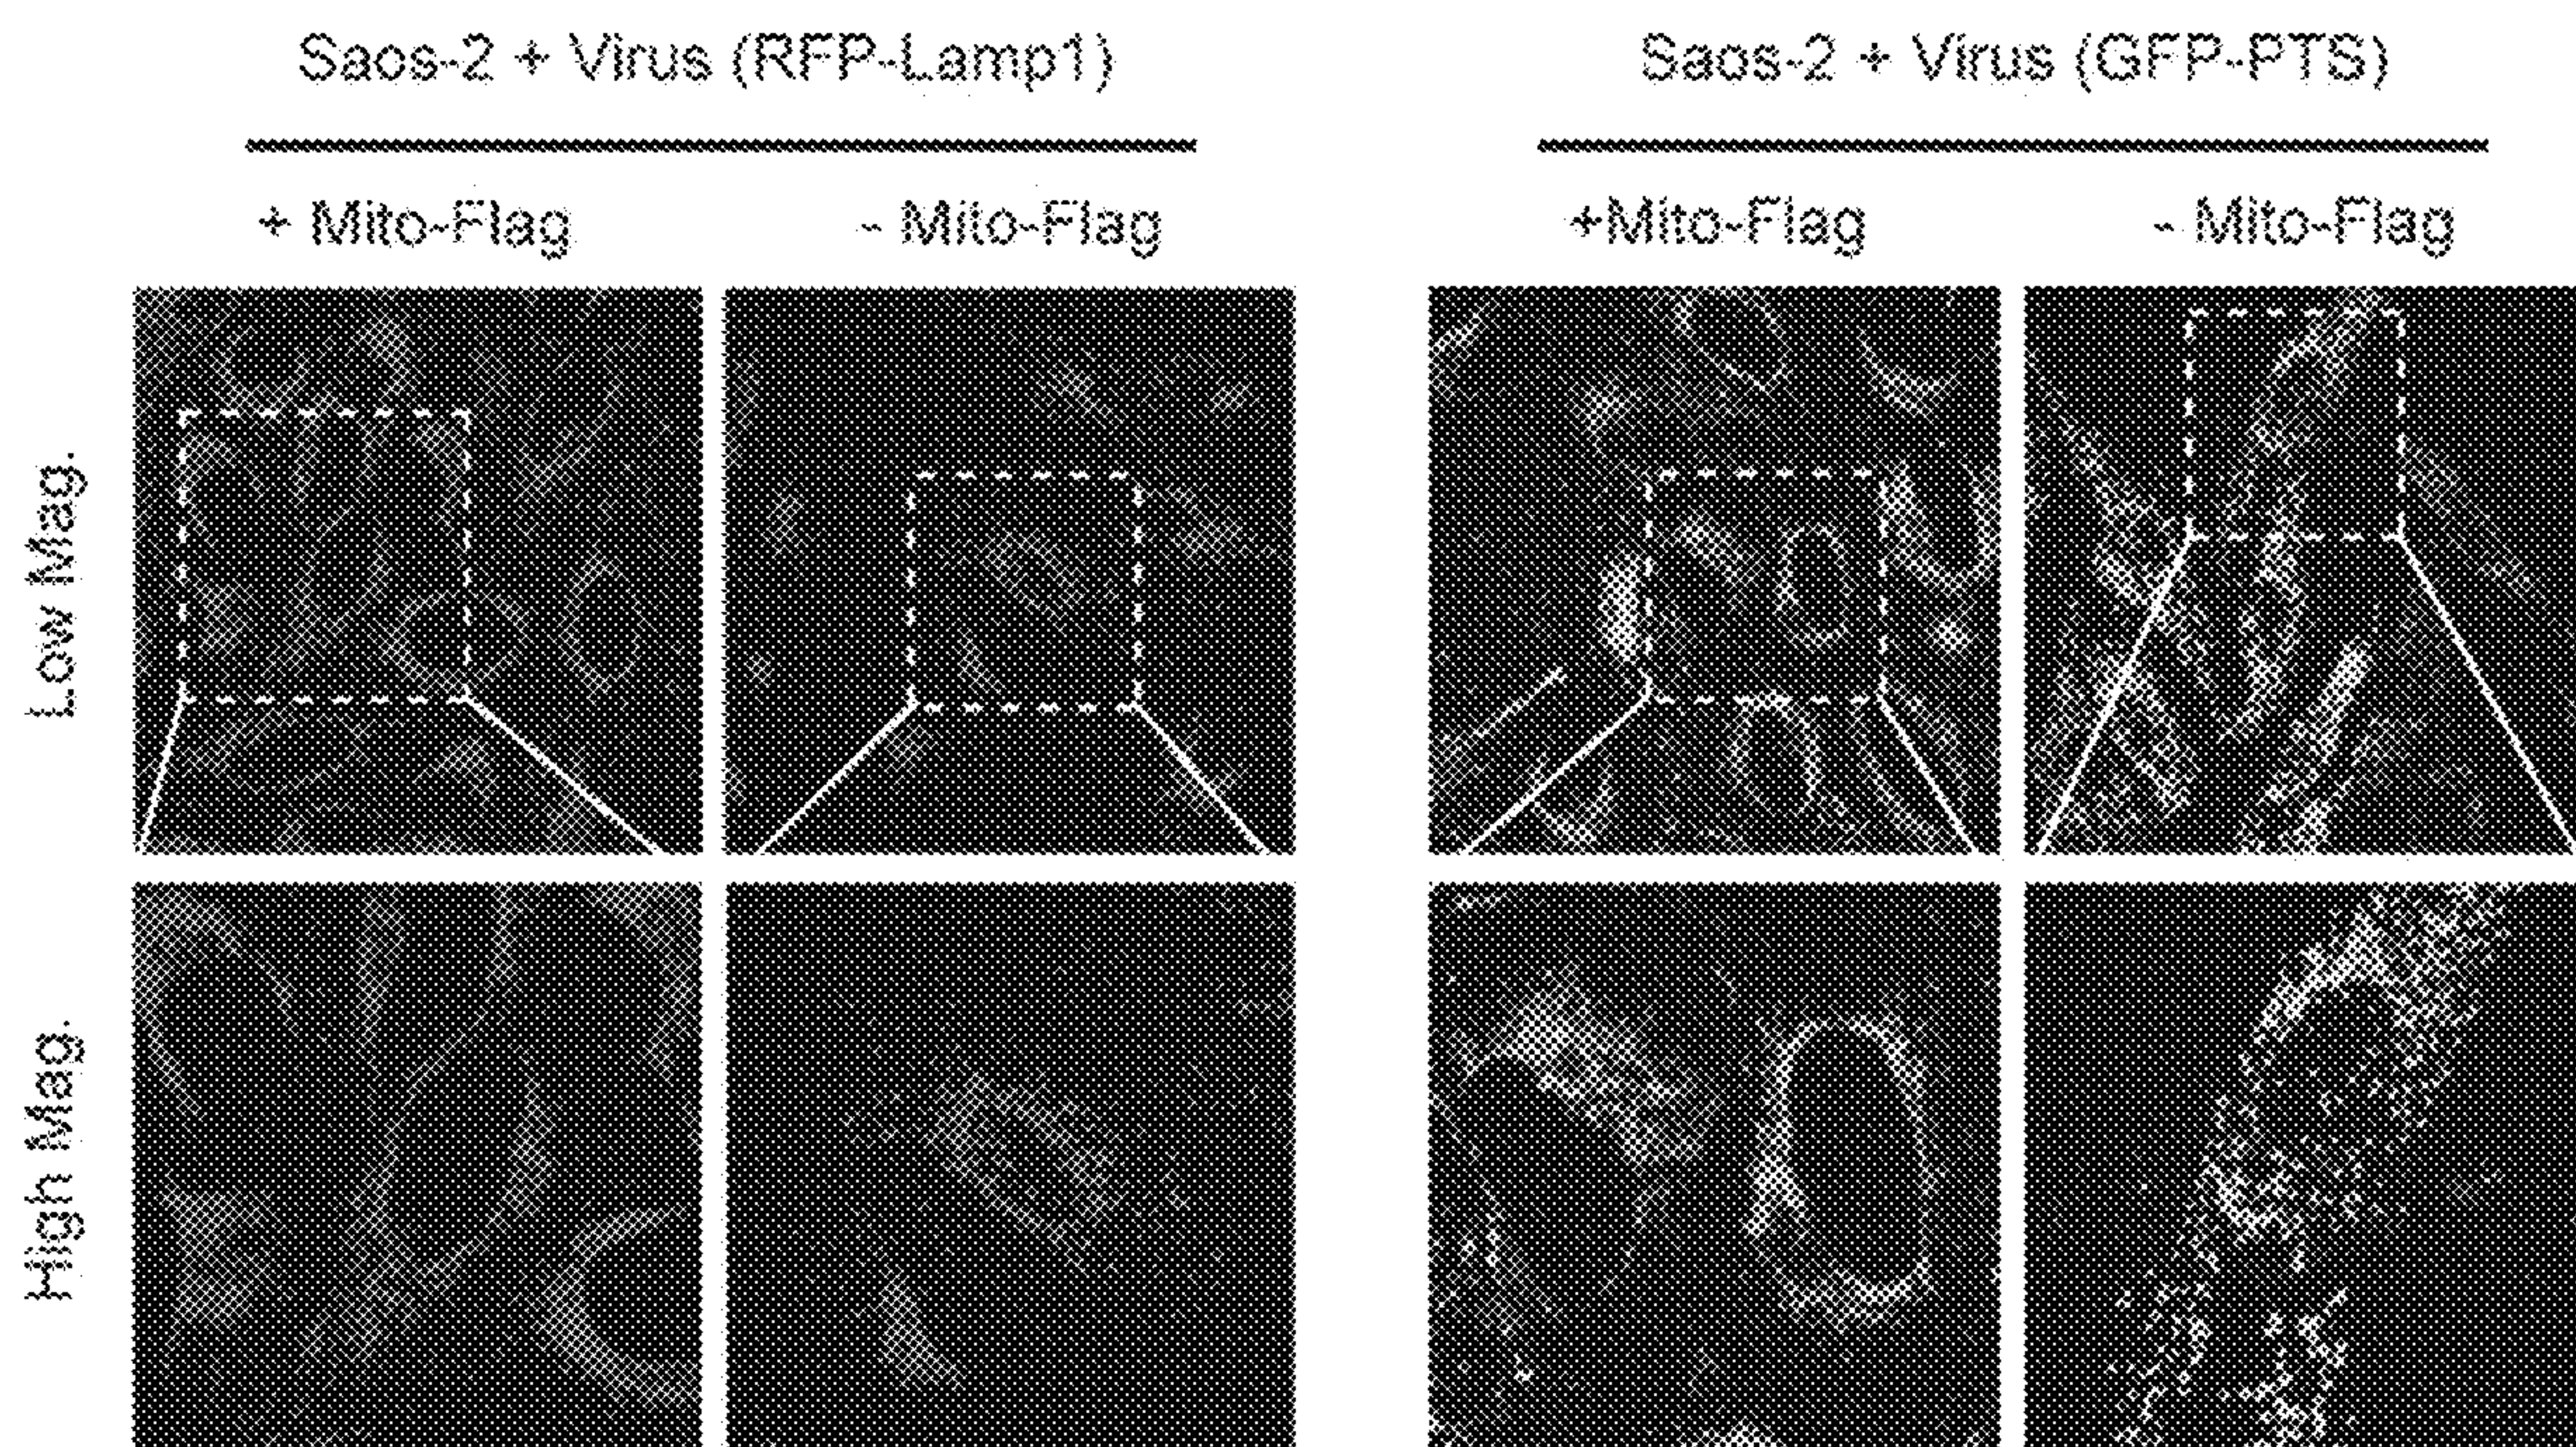 Saos-2 + Virus (RFP-Lamp1)
Saos-2 + Virus (GFP-PTS)
+ Mito-Flag
- Mito-Flag
+Mito-Flag
- Mito-Flag
Low Mag.
High Mag.